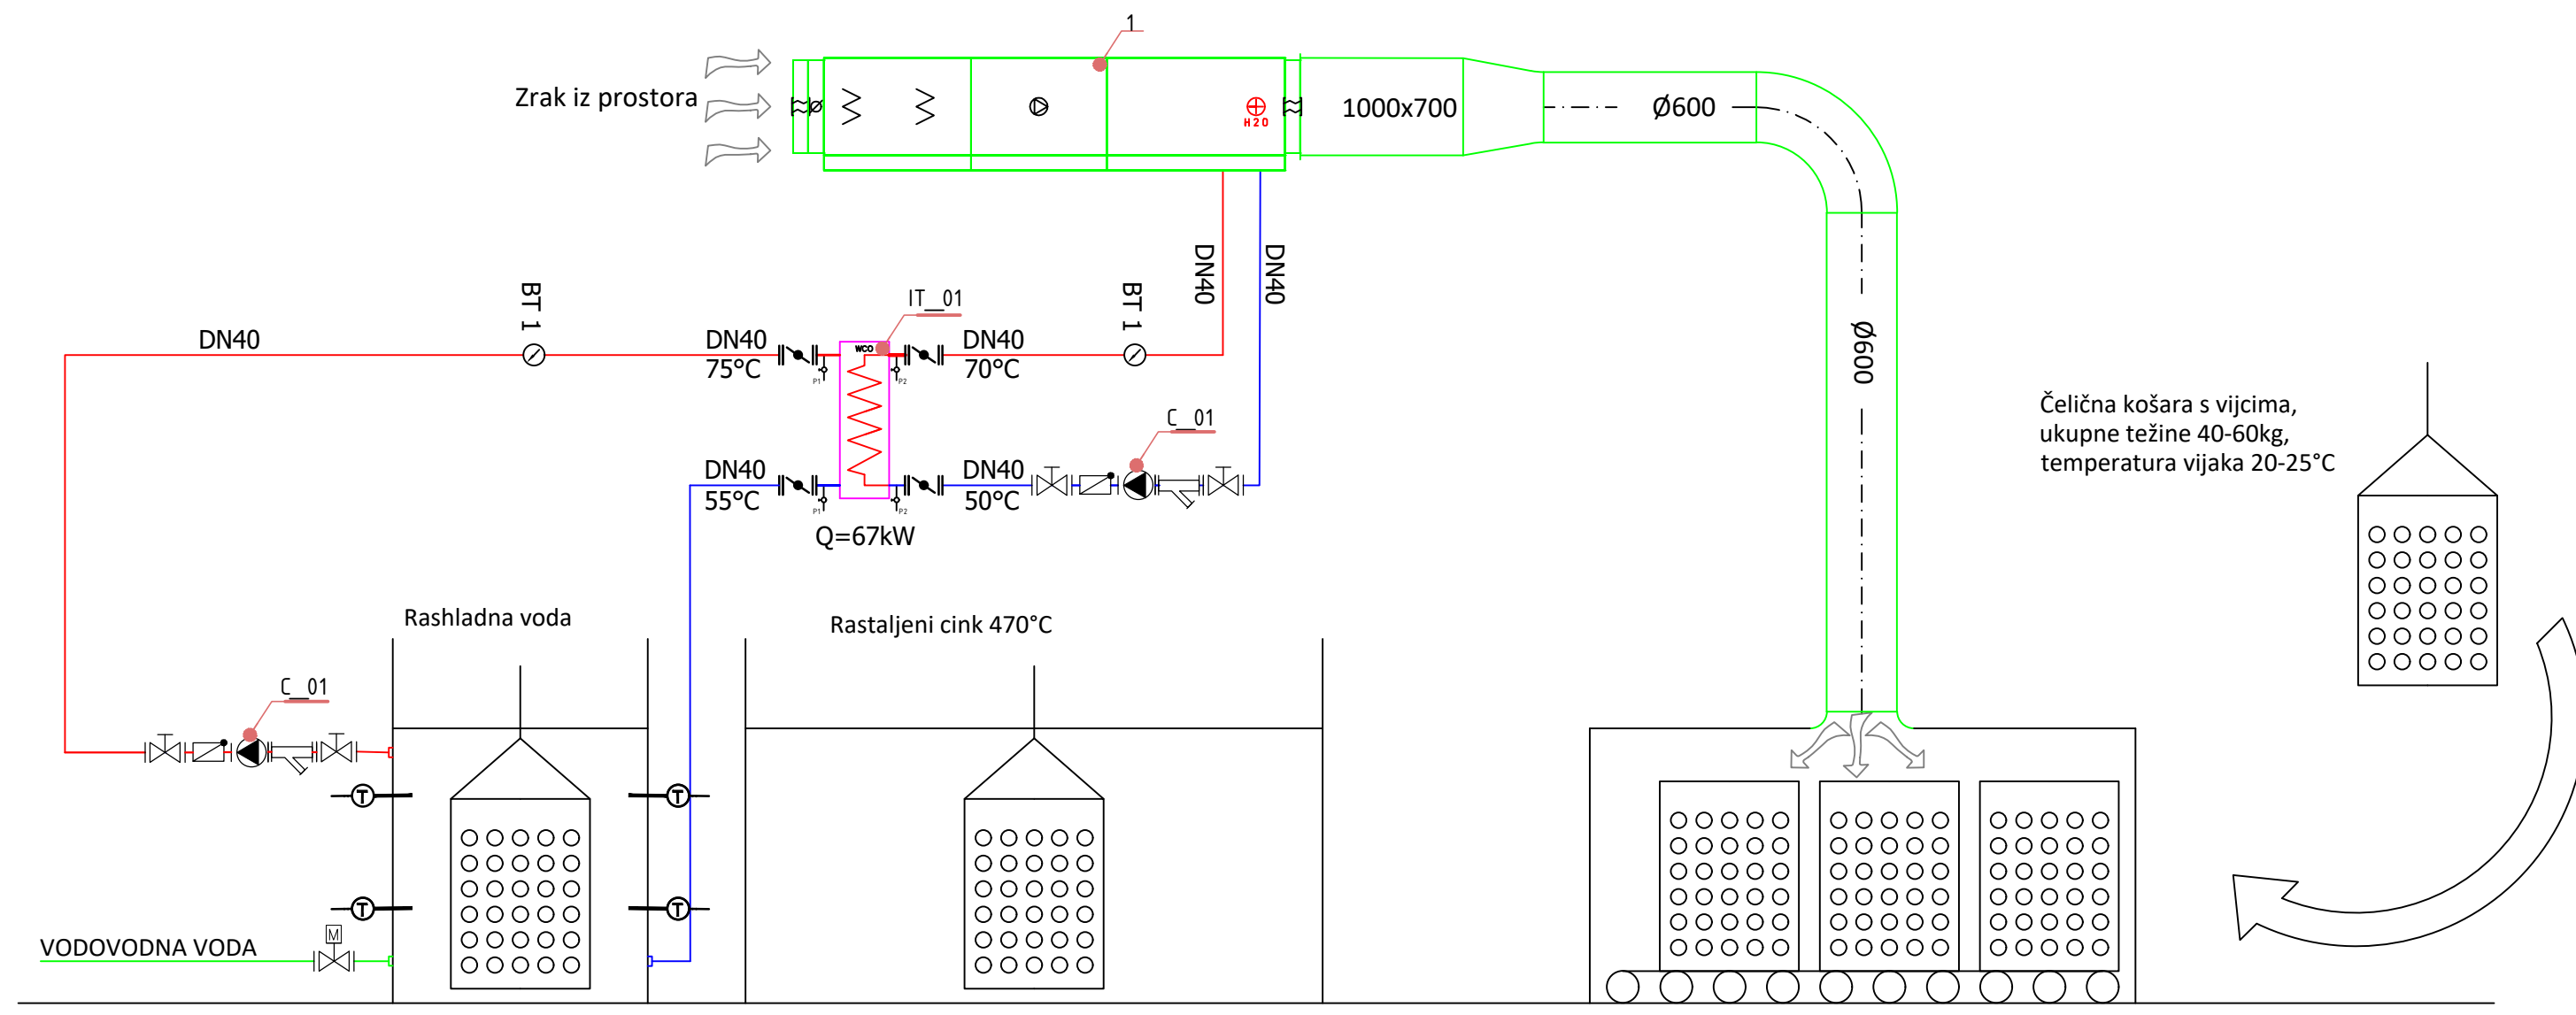 1
Zrak iz prostora
H2O
1000x700
Ø600
DN40
DN40
BT 1
IT_01
BT 1
Ø600
DN40
DN40
75°C
WCO
DN40
70°C
P1
P2
C_01
Čelična košara s vijcima,
ukupne težine 40-60kg,
temperatura vijaka 20-25°C
DN40
55°C
DN40
50°C
P1
P2
Q=67kW
Rashladna voda
Rastaljeni cink 470°C
C_01
T
T
T
T
M
VODOVODNA VODA